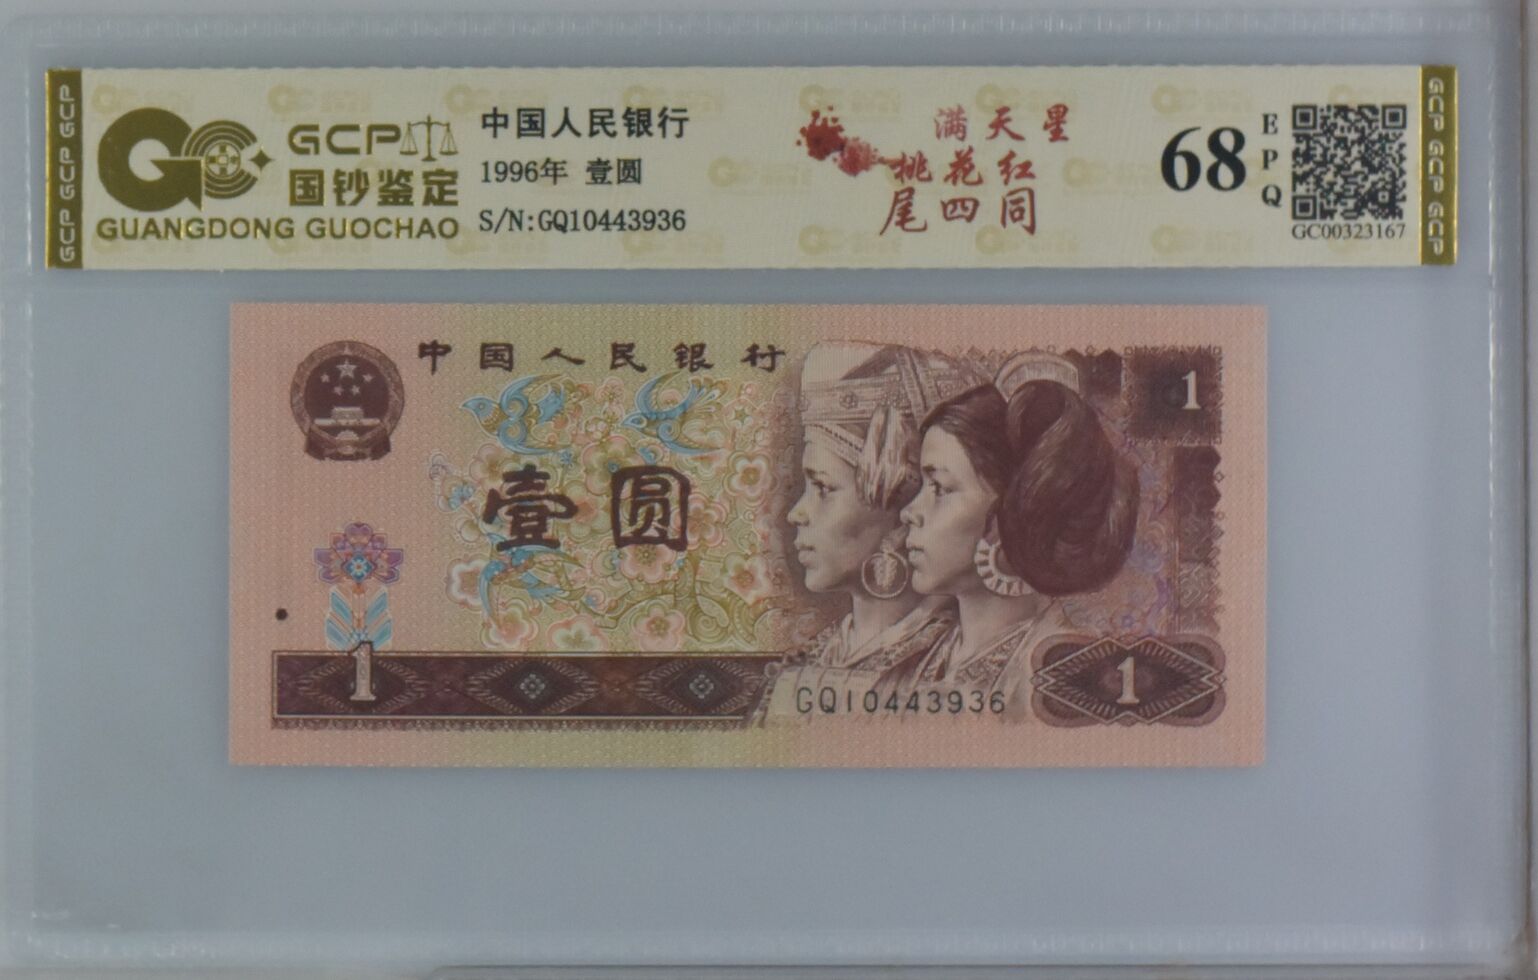 GCP GCP GCP
GCP
国钞鉴定
GUANGDONG GUOCHAO
中国人民银行
1996年 壹圆
S/N:GQ10443936
满天星
桃花红
尾四同
68
EPQ
GC00323167
GCP GCP GCP
中国人民银行
1
壹圆
1
GQ10443936
1